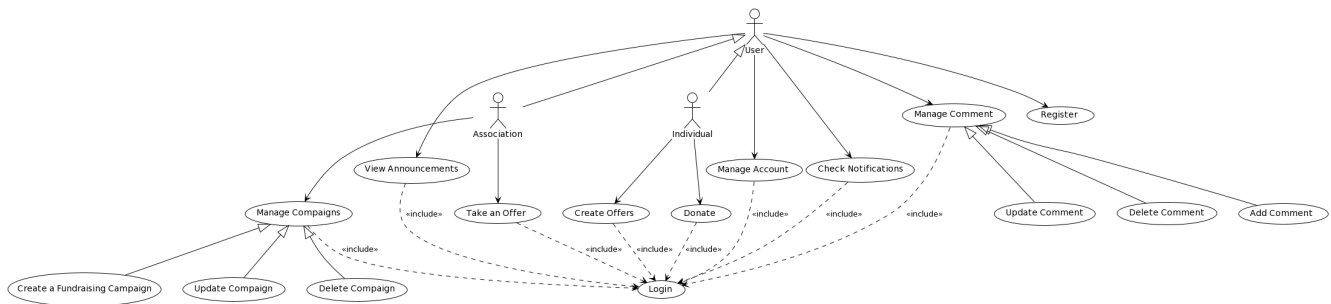 User
Association
Individual
Manage Comment
Register
View Announcements
Manage Account
Check Notifications
Manage Compaigns
Take an Offer
Create Offers
Donate
«include»
«include»
«include»
«include»
Update Comment
Delete Comment
Add Comment
«include»
«include»
«include»
«include»
Create a Fundraising Campaign
Update Compaign
Delete Compaign
Login